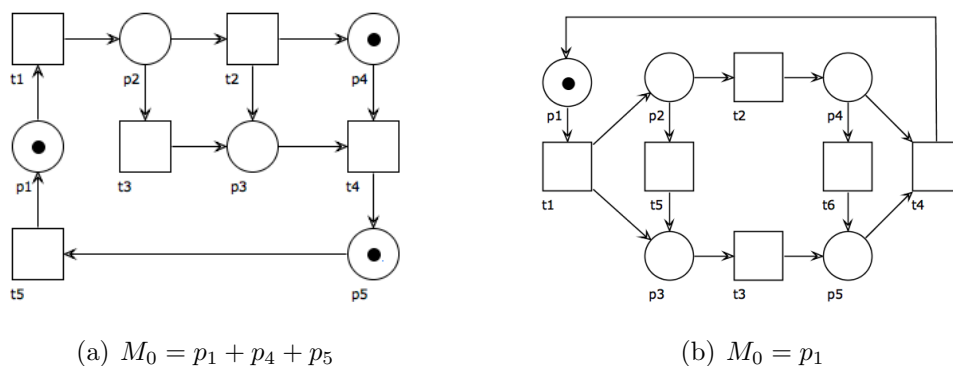 t1 p2 t2 p4
p1 t3 p3 t4
t5 p5
p1 p2 t2 p4
t1 t5 t6 t4
p3 t3 p5
(a) M₀ = p₁ + p₄ + p₅
(b) M₀ = p₁